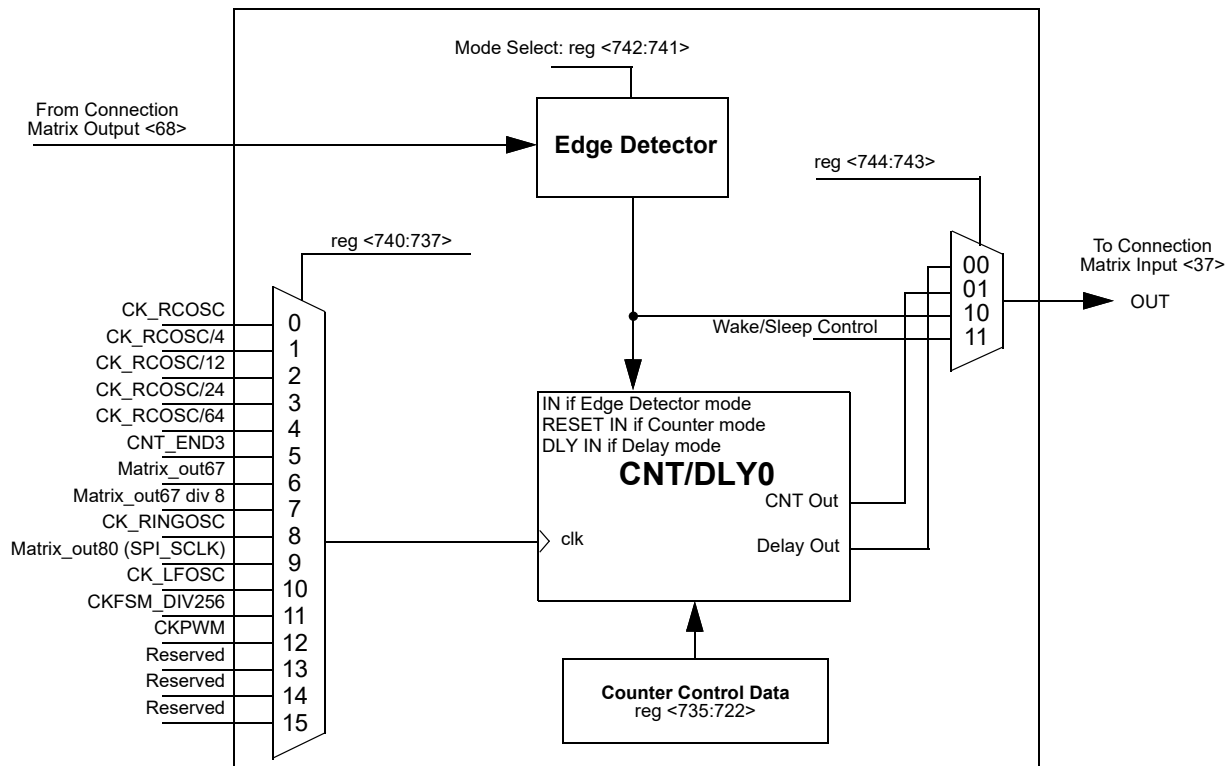 Mode Select: reg <742:741>
From Connection
Matrix Output <68>
Edge Detector
reg <744:743>
reg <740:737>
To Connection
Matrix Input <37>
OUT
00
01
10
11
Wake/Sleep Control
CK_RCOSC
0
CK_RCOSC/4
1
CK_RCOSC/12
2
CK_RCOSC/24
3
CK_RCOSC/64
4
CNT_END3
5
Matrix_out67
6
Matrix_out67 div 8
7
CK_RINGOSC
8
Matrix_out80 (SPI_SCLK)
9
CK_LFOSC
10
CKFSM_DIV256
11
CKPWM
12
Reserved
13
Reserved
14
Reserved
15
IN if Edge Detector mode
RESET IN if Counter mode
DLY IN if Delay mode
CNT/DLY0
CNT Out
clk
Delay Out
Counter Control Data
reg <735:722>